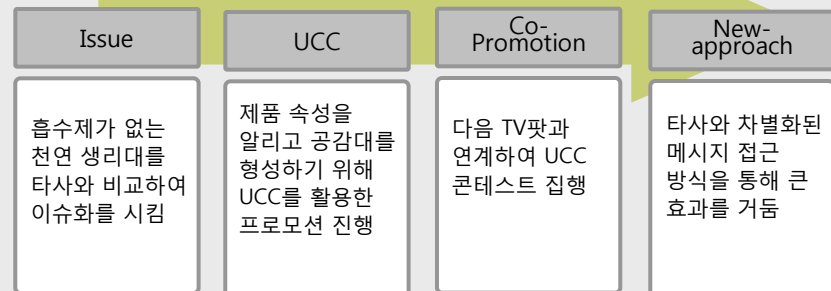 Issue
흡수제가 없는
천연 생리대를
타사와 비교하여
이슈화를 시킴
UCC
제품 속성을
알리고 공감대를
형성하기 위해
UCC를 활용한
프로모션 진행
Co-
Promotion
다음 TV팟과
연계하여 UCC
콘테스트 집행
New-
approach
타사와 차별화된
메시지 접근
방식을 통해 큰
효과를 거둠